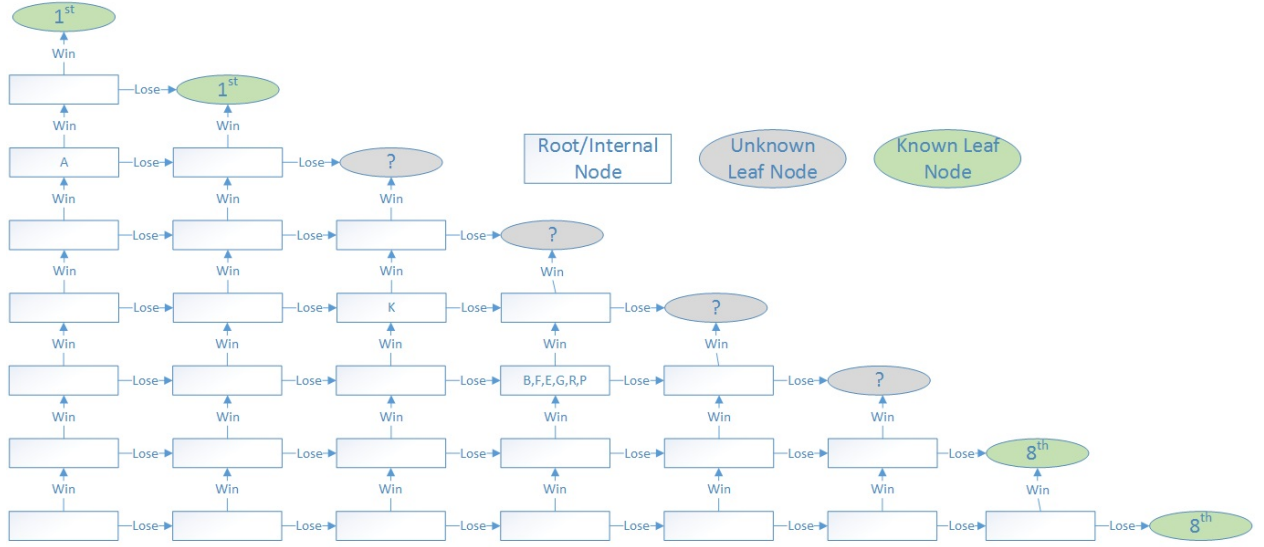 1st
Win
Lose 1st
Win Win
A Lose Lose ?
Root/Internal
Node
Unknown
Leaf Node
Known Leaf
Node
Win Win Win
Lose Lose Lose ?
Win Win Win Win
Lose Lose K Lose Lose ?
Win Win Win Win Win
Lose Lose Lose B,F,E,G,R,P Lose Lose ?
Win Win Win Win Win Win
Lose Lose Lose Lose Lose Lose 8th
Win Win Win Win Win Win Win
Lose Lose Lose Lose Lose Lose Lose 8th